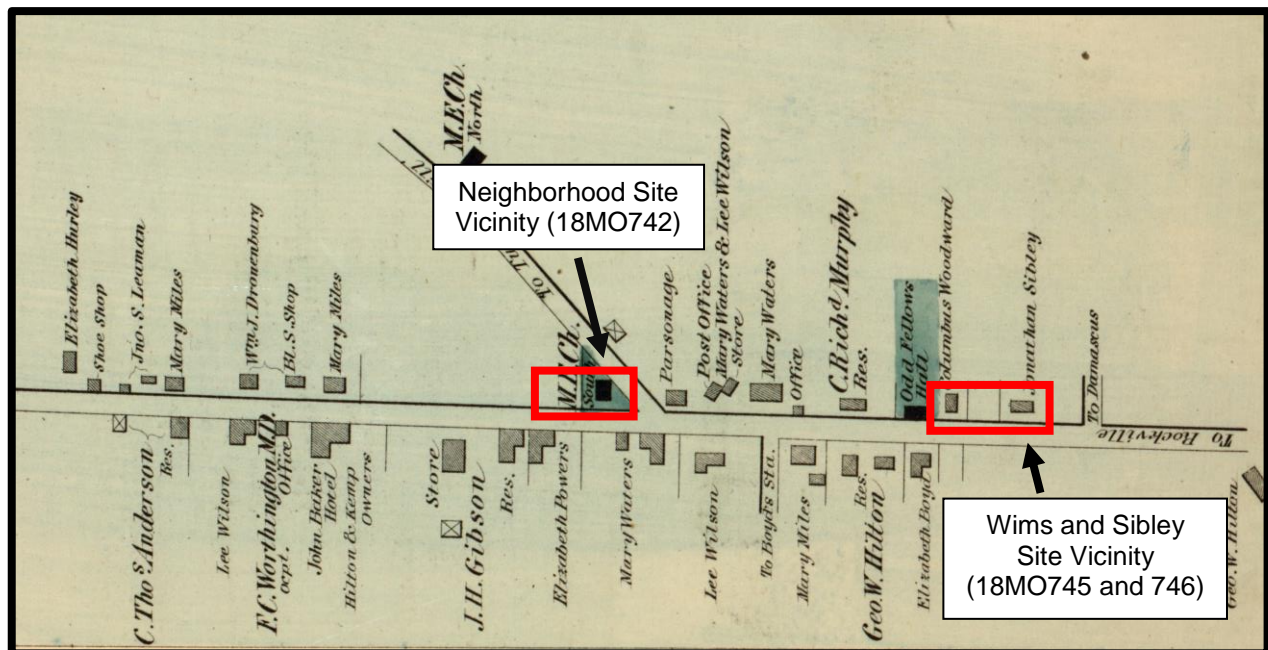 M.E.Ch.
North
Neighborhood Site
Vicinity (18MO742)
To Tu
Elizabeth Hurley
Shoe Shop
Jno. S. Leaman
Mary Miles
Wm. J. Dronenburg
Bl. S. Shop
Mary Miles
M.E.Ch.
South
Parsonage
Post Office
Mary Waters & Lee Wilson
Store
Mary Waters
Office
C. Richd Murphy
Res.
Odd Fellows
Hall
Columbus Woodward
Jonathan Sibley
To Damascus
To Rockville
C. Thos Anderson
Res.
Lee Wilson
F.C. Worthington M.D.
Office
John Baker
Hotel
Hilton & Kemp
Owners
Store
J.H. Gibson
Res.
Elizabeth Powers
Mary Waters
Lee Wilson
To Boyds Sta.
Mary Miles
Res.
Geo. W. Hilton
Elizabeth Boyd
Wims and Sibley
Site Vicinity
(18MO745 and 746)
Geo. W. Hilton